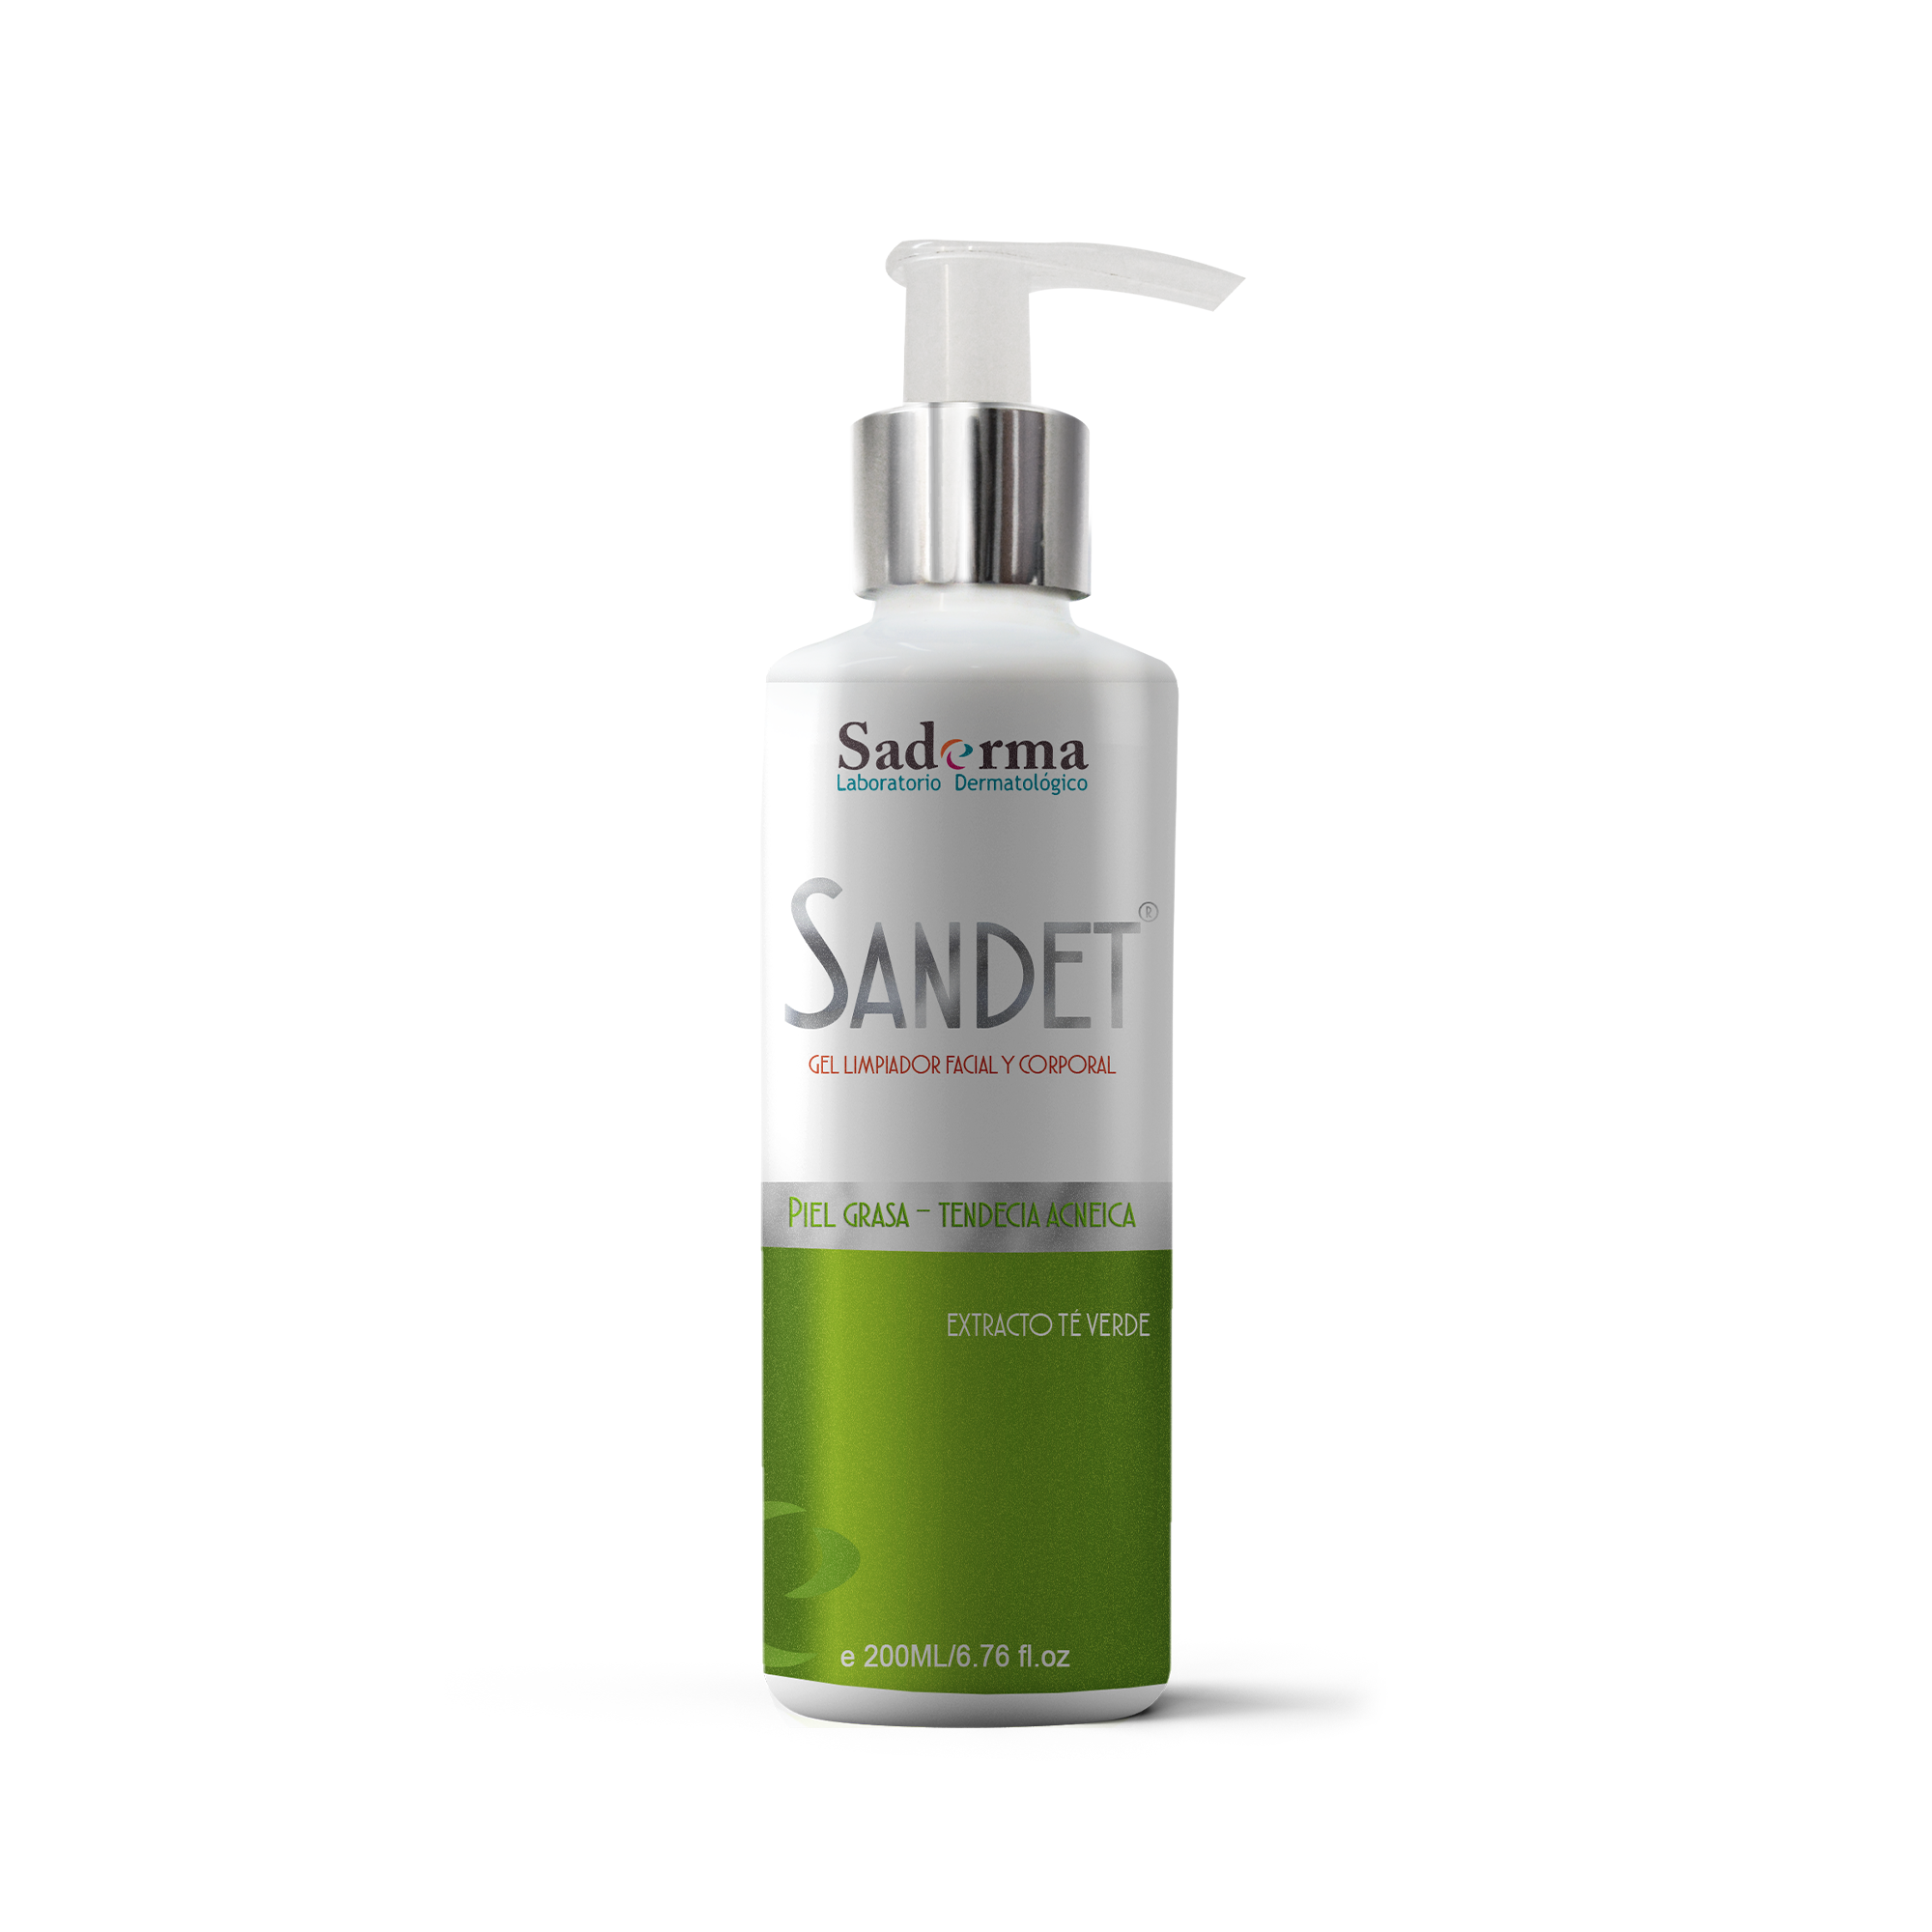 Saderma
Laboratorio Dermatológico
SANDET®
GEL LIMPIADOR FACIAL Y CORPORAL
PIEL GRASA – TENDECIA ACNEICA
EXTRACTO TÉ VERDE
e 200ML/6.76 fl.oz